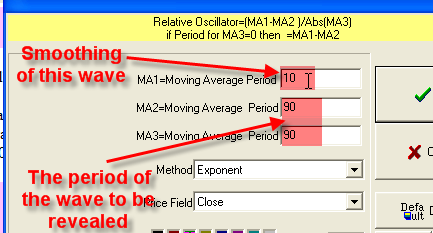 Relative Oscillator=(MA1-MA2 )/Abs(MA3)
if Period for MA3=0 then =MA1-MA2
Smoothing
of this wave
MA1=Moving Average Period 10
MA2=Moving Average Period 90
MA3=Moving Average Period 90
The period of
the wave to be
revealed
Method Exponent
rice Field Close
C
Defa
ult